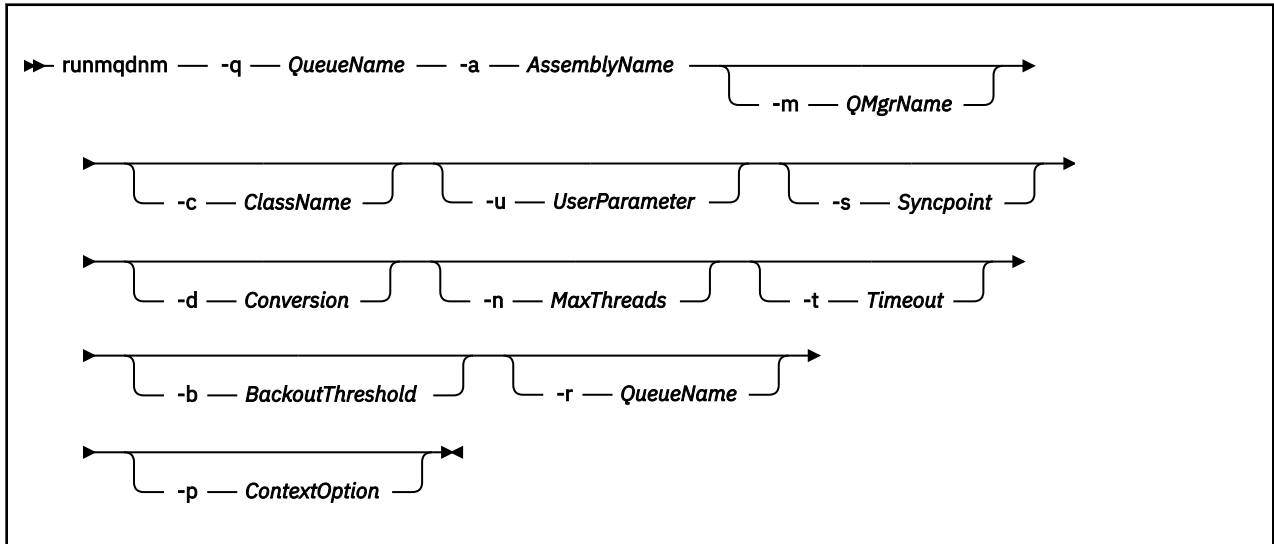 runmqdnm -q QueueName -a AssemblyName
-m QMgrName
-c ClassName -u UserParameter -s Syncpoint
-d Conversion -n MaxThreads -t Timeout
-b BackoutThreshold -r QueueName
-p ContextOption